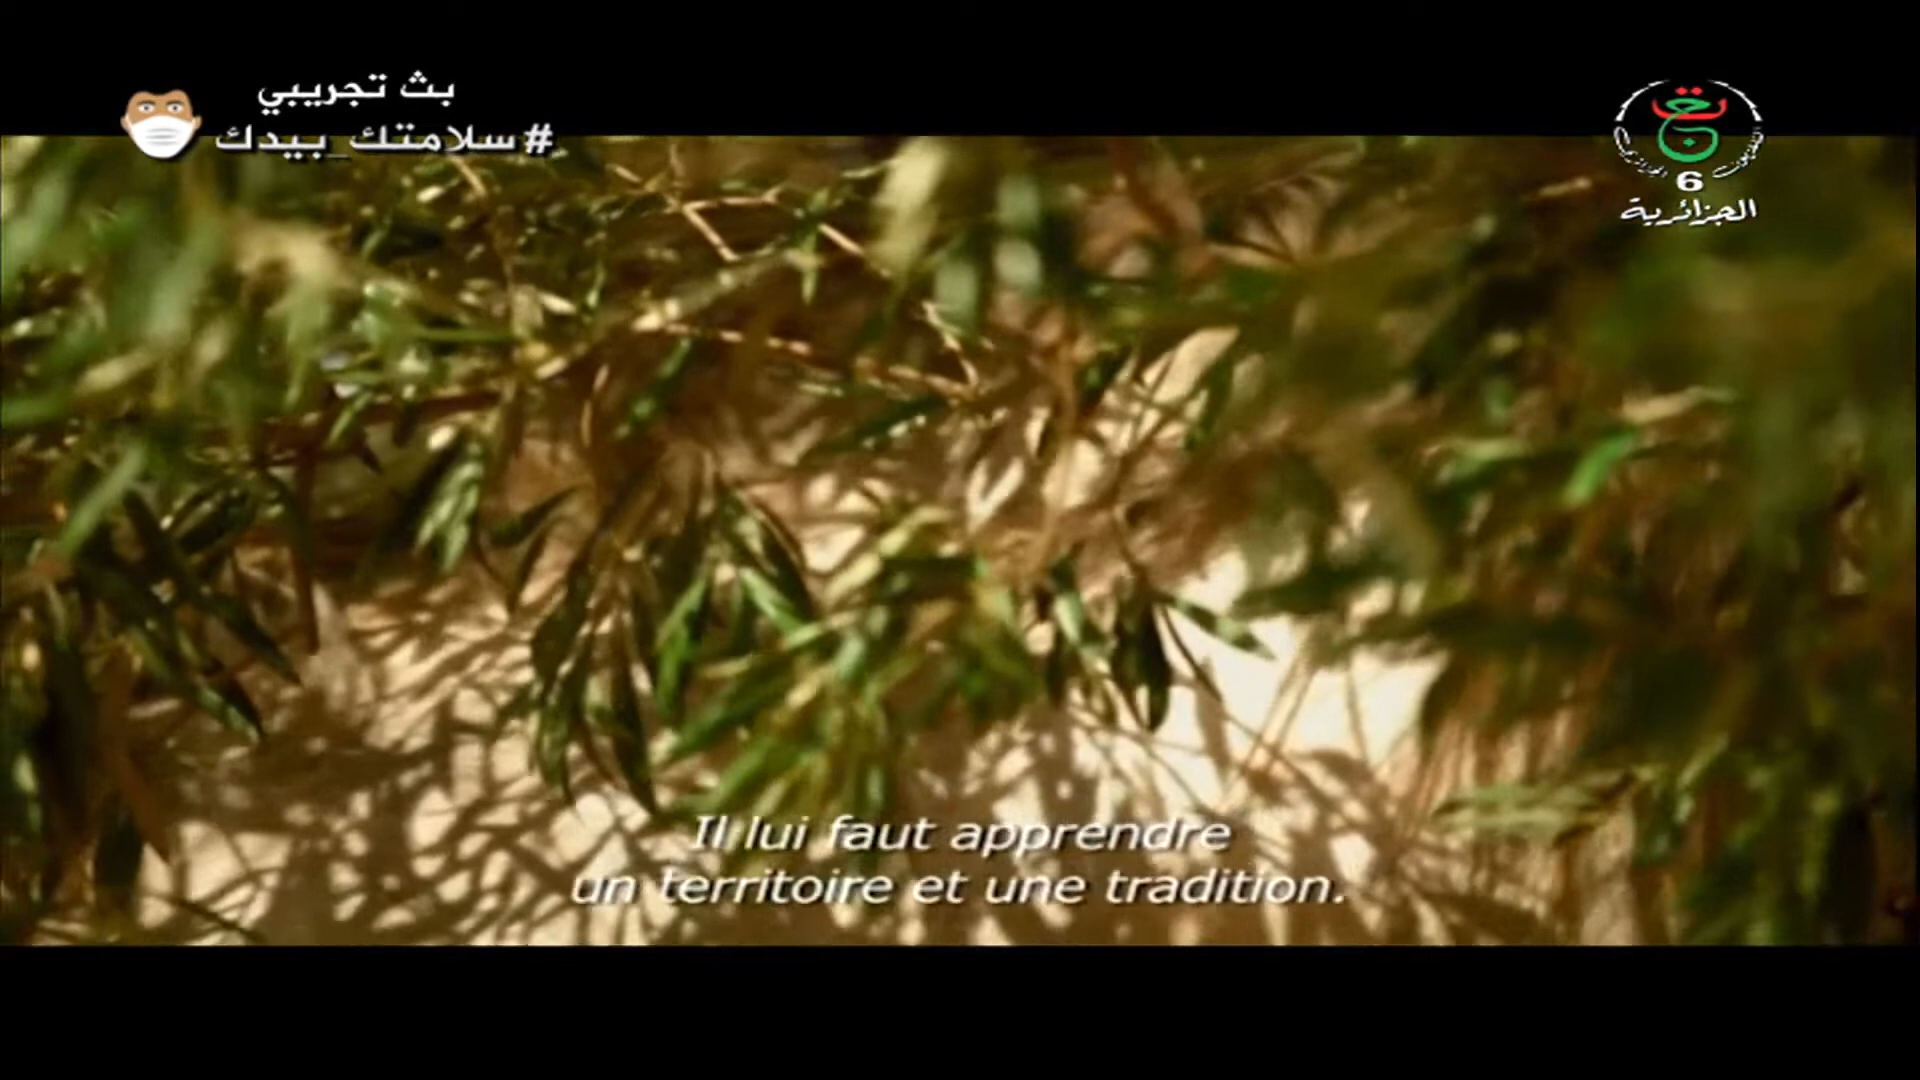 بث تجريبي
#سلامتك_بيدك
6
الجزائرية
Il lui faut apprendre
un territoire et une tradition.